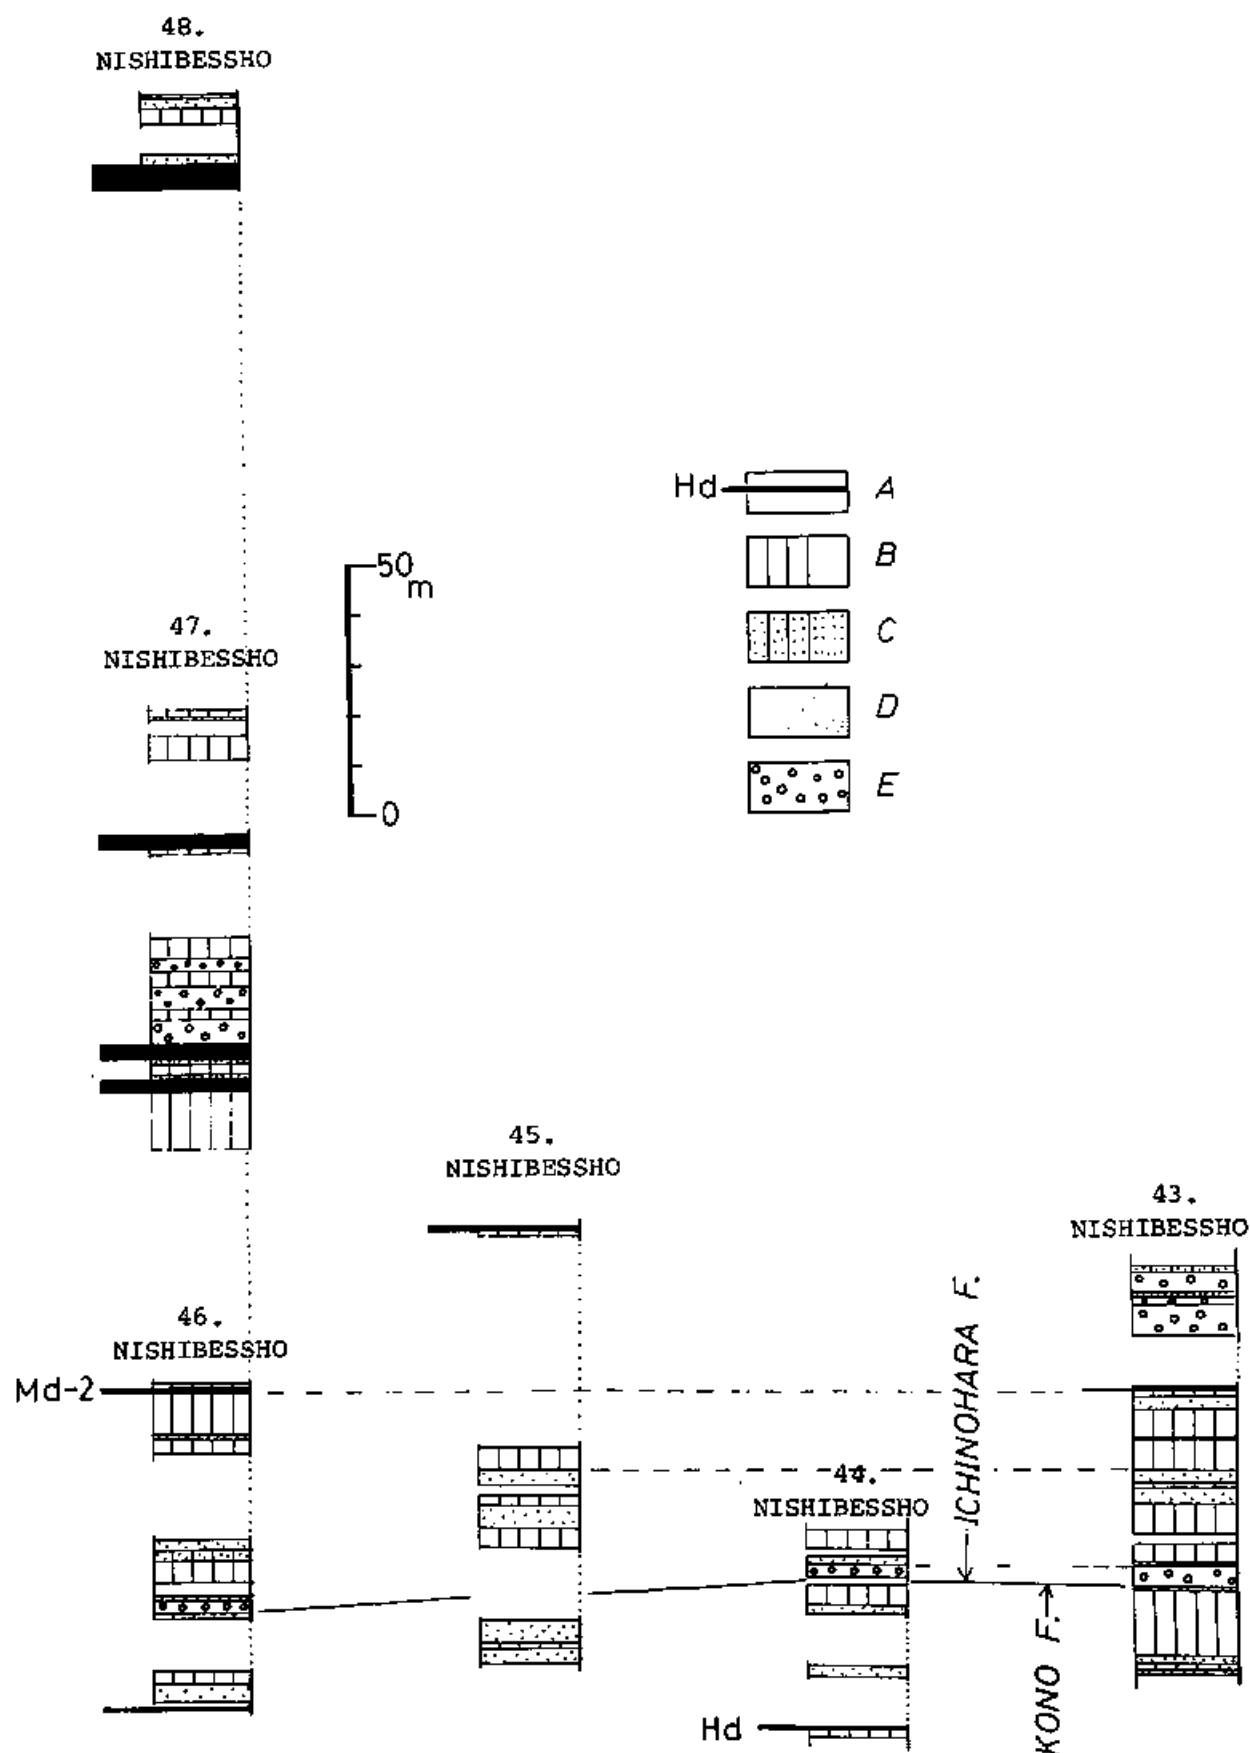 48.
NISHIBESSHO
Hd
A
B
50
m
C
47.
NISHIBESSHO
D
E
0
45.
NISHIBESSHO
43.
NISHIBESSHO
46.
NISHIBESSHO
ICHINOHARA F.
Md-2
44.
NISHIBESSHO
KONO F.
Hd